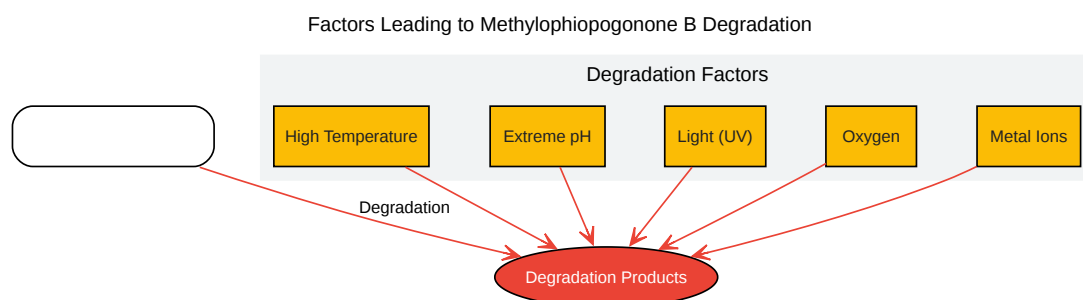 Factors Leading to Methylophiopogonone B Degradation
Degradation Factors
High Temperature
Extreme pH
Light (UV)
Oxygen
Metal Ions
Degradation
Degradation Products